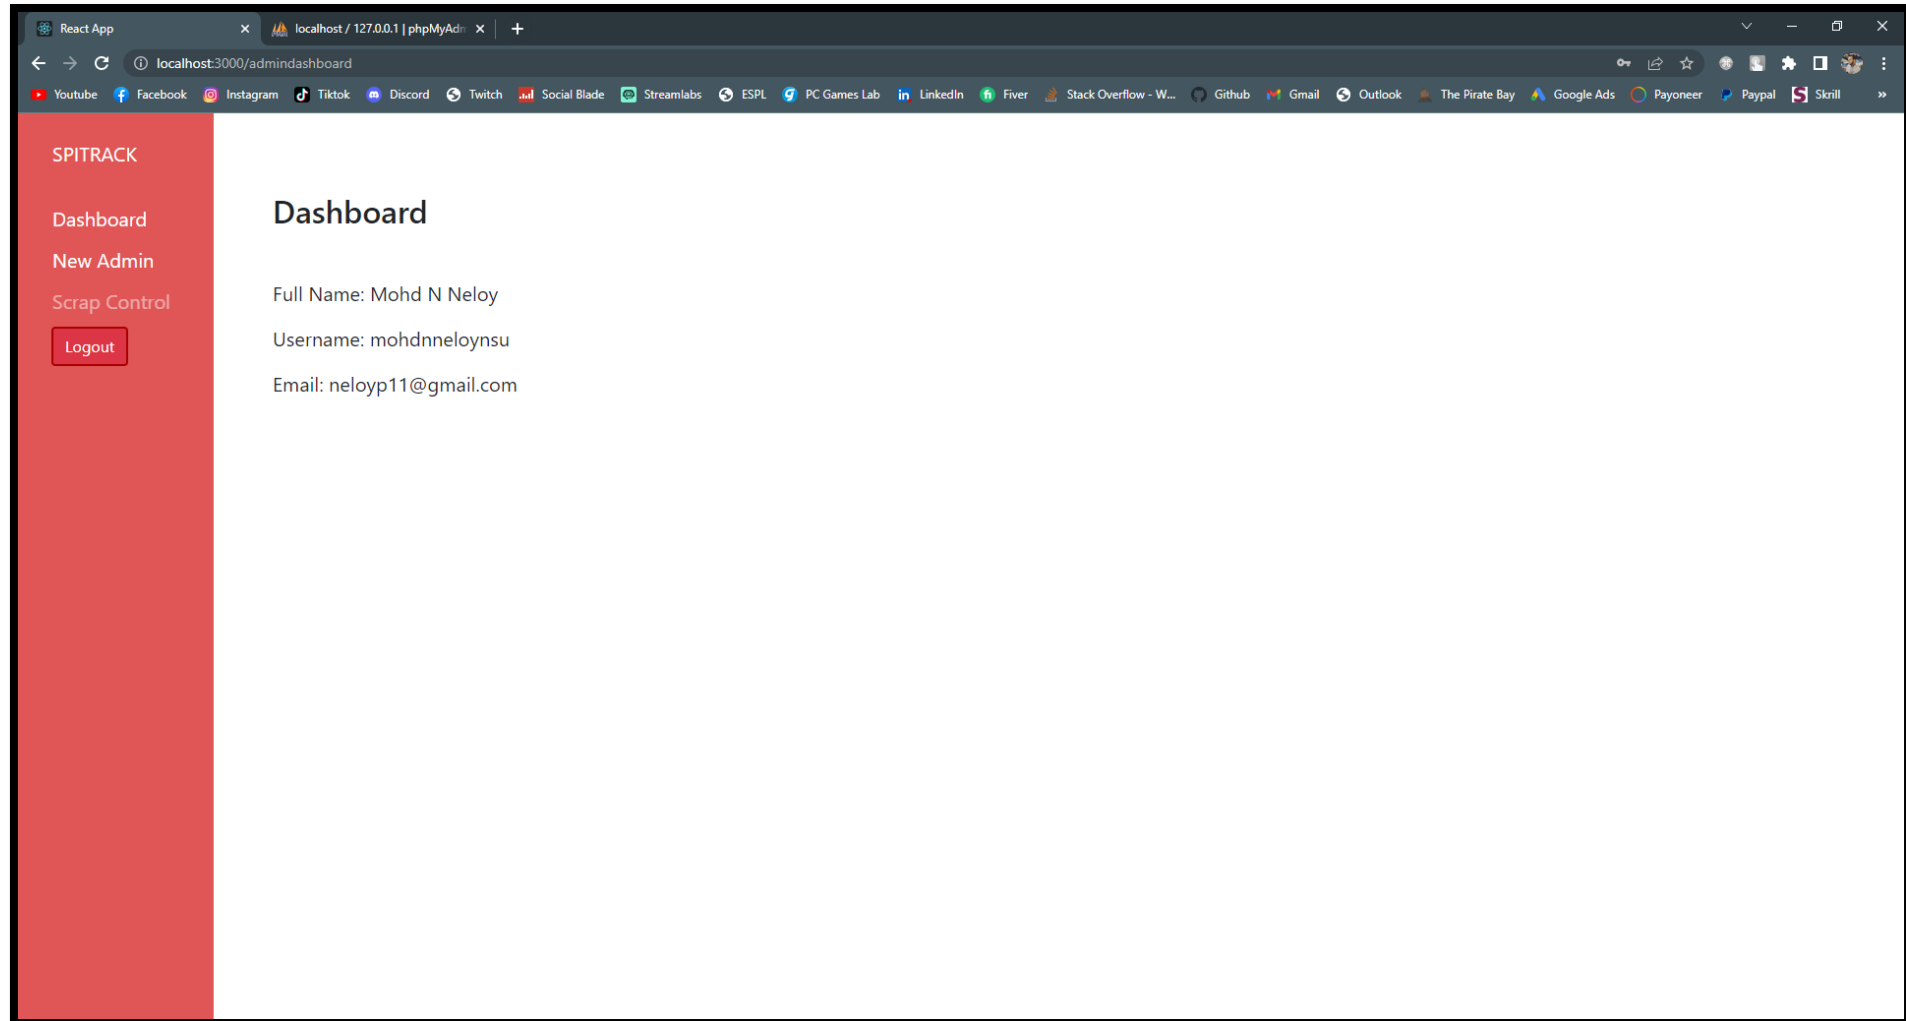 React App
localhost / 127.0.0.1 | phpMyAdm
localhost:3000/admindashboard
Youtube Facebook Instagram Tiktok Discord Twitch Social Blade Streamlabs ESPL PC Games Lab LinkedIn Fiver Stack Overflow - W... Github Gmail Outlook The Pirate Bay Google Ads Payoneer Paypal Skrill »
SPITRACK
Dashboard
New Admin
Scrap Control
Logout
Dashboard
Full Name: Mohd N Neloy
Username: mohdnneloynsu
Email: neloyp11@gmail.com